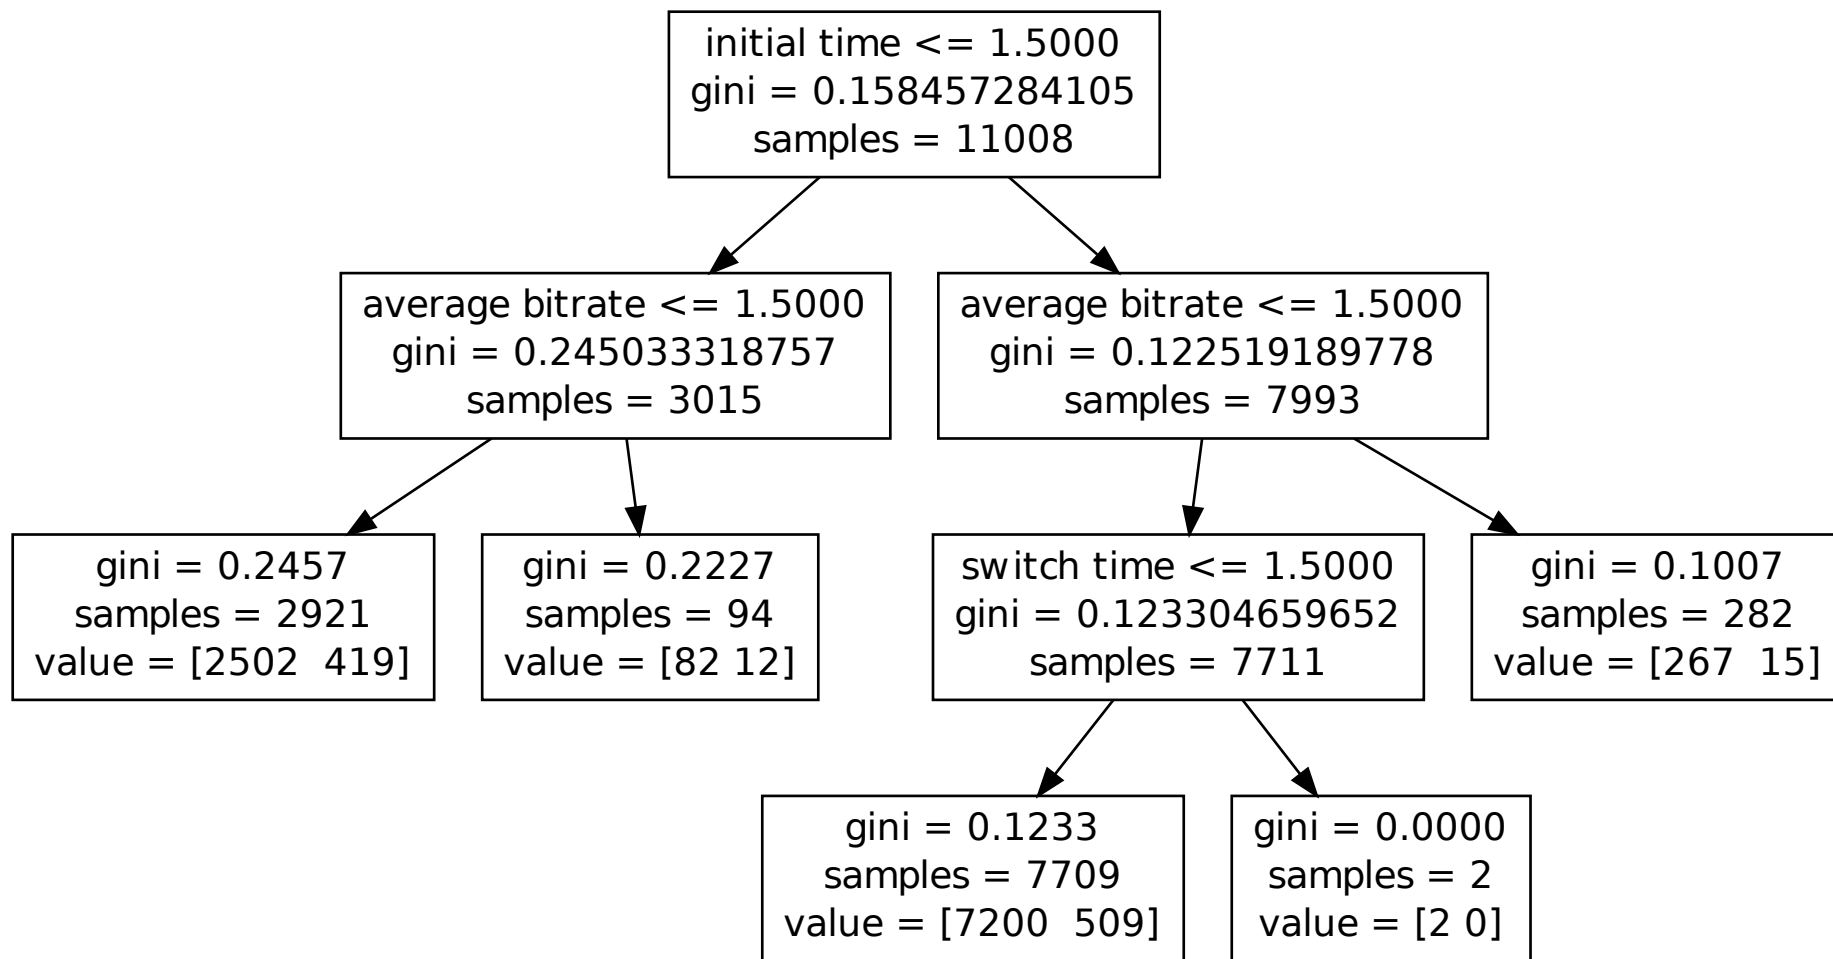 initial time <= 1.5000
gini = 0.158457284105
samples = 11008
average bitrate <= 1.5000
gini = 0.245033318757
samples = 3015
average bitrate <= 1.5000
gini = 0.122519189778
samples = 7993
gini = 0.2457
samples = 2921
value = [2502  419]
gini = 0.2227
samples = 94
value = [82 12]
switch time <= 1.5000
gini = 0.123304659652
samples = 7711
gini = 0.1007
samples = 282
value = [267  15]
gini = 0.1233
samples = 7709
value = [7200  509]
gini = 0.0000
samples = 2
value = [2 0]